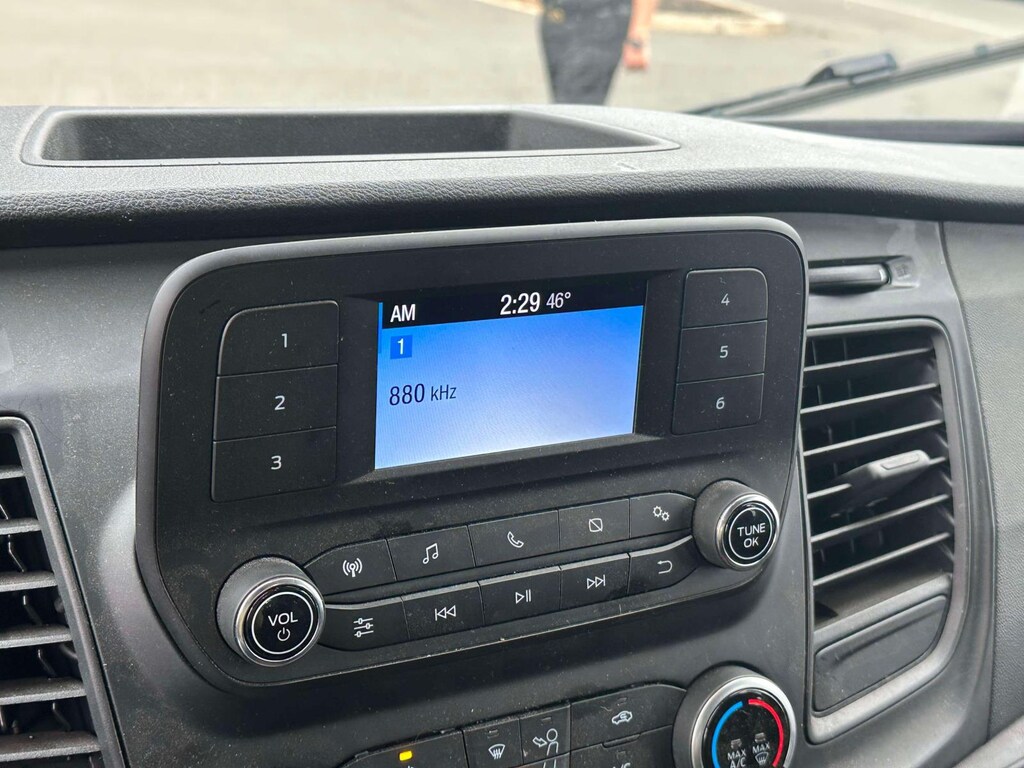 AM 2:29 46°
1
880 kHz
1
2
3
4
5
6
VOL
TUNE
OK
MAX
A/C
MAX